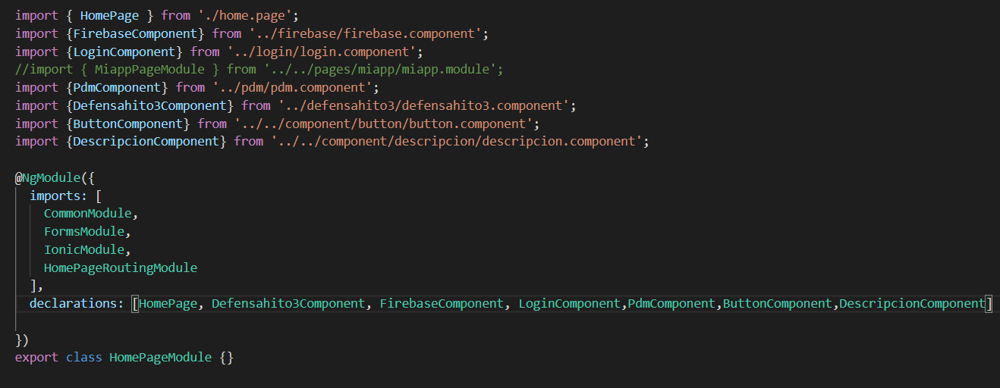 import { HomePage } from './home.page';
import {FirebaseComponent} from '../firebase/firebase.component';
import {LoginComponent} from '../login/login.component';
//import { MiappPageModule } from '../../pages/miapp/miapp.module';
import {PdmComponent} from '../pdm/pdm.component';
import {Defensahito3Component} from '../defensahito3/defensahito3.component';
import {ButtonComponent} from '../../component/button/button.component';
import {DescripcionComponent} from '../../component/descripcion/descripcion.component';
@NgModule({
  imports: [
    CommonModule,
    FormsModule,
    IonicModule,
    HomePageRoutingModule
  ],
  declarations: [HomePage, Defensahito3Component, FirebaseComponent, LoginComponent,PdmComponent,ButtonComponent,DescripcionComponent]
})
export class HomePageModule {}